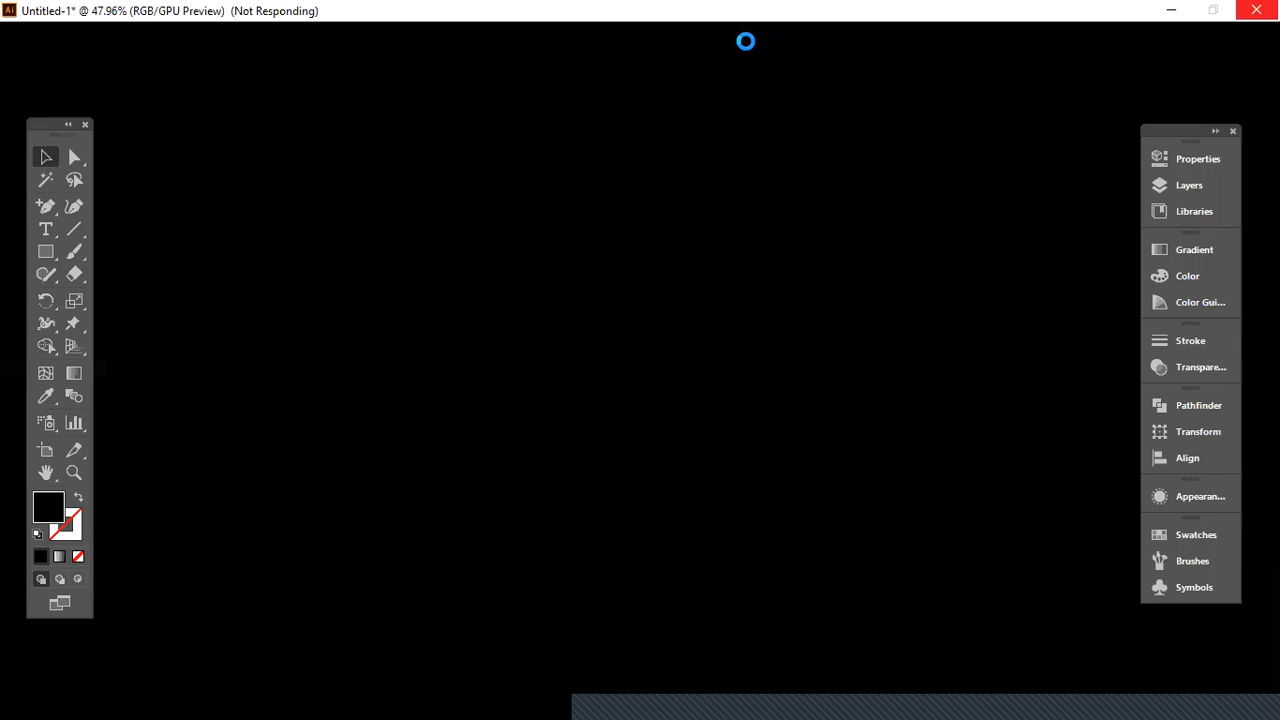 Ai Untitled-1* @ 47.96% (RGB/GPU Preview) (Not Responding)
Properties
Layers
Libraries
Gradient
Color
Color Gui...
Stroke
Transpare...
Pathfinder
Transform
Align
Appearan...
Swatches
Brushes
Symbols